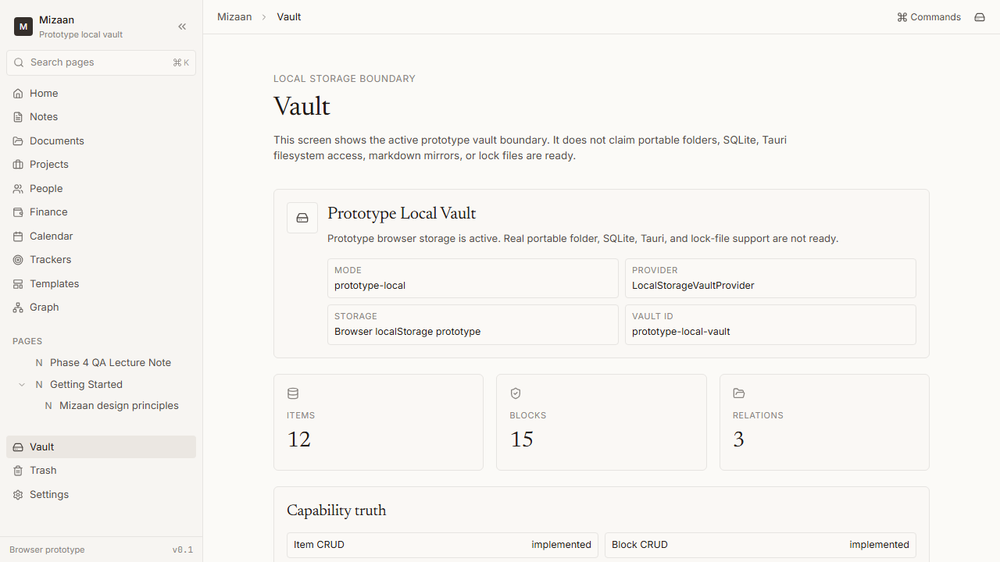 M
Mizaan
Prototype local vault
Search pages
⌘ K
Home
Notes
Documents
Projects
People
Finance
Calendar
Trackers
Templates
Graph
PAGES
N Phase 4 QA Lecture Note
N Getting Started
N Mizaan design principles
Vault
Trash
Settings
Browser prototype
v0.1
Mizaan
Vault
⌘ Commands
LOCAL STORAGE BOUNDARY
Vault
This screen shows the active prototype vault boundary. It does not claim portable folders, SQLite, Tauri
filesystem access, markdown mirrors, or lock files are ready.
Prototype Local Vault
Prototype browser storage is active. Real portable folder, SQLite, Tauri, and lock-file support are not ready.
MODE
prototype-local
PROVIDER
LocalStorageVaultProvider
STORAGE
Browser localStorage prototype
VAULT ID
prototype-local-vault
ITEMS
12
BLOCKS
15
RELATIONS
3
Capability truth
Item CRUD implemented
Block CRUD implemented